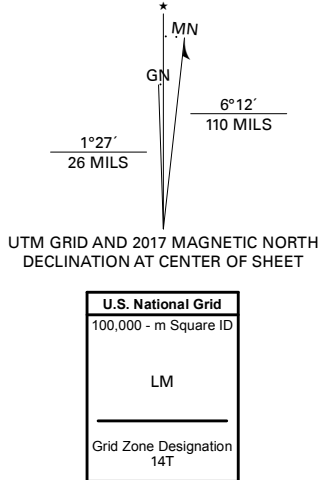 MN
GN
6°12´
110 MILS
1°27´
26 MILS
UTM GRID AND 2017 MAGNETIC NORTH
DECLINATION AT CENTER OF SHEET
U.S. National Grid
100,000 - m Square ID
LM
Grid Zone Designation
14T